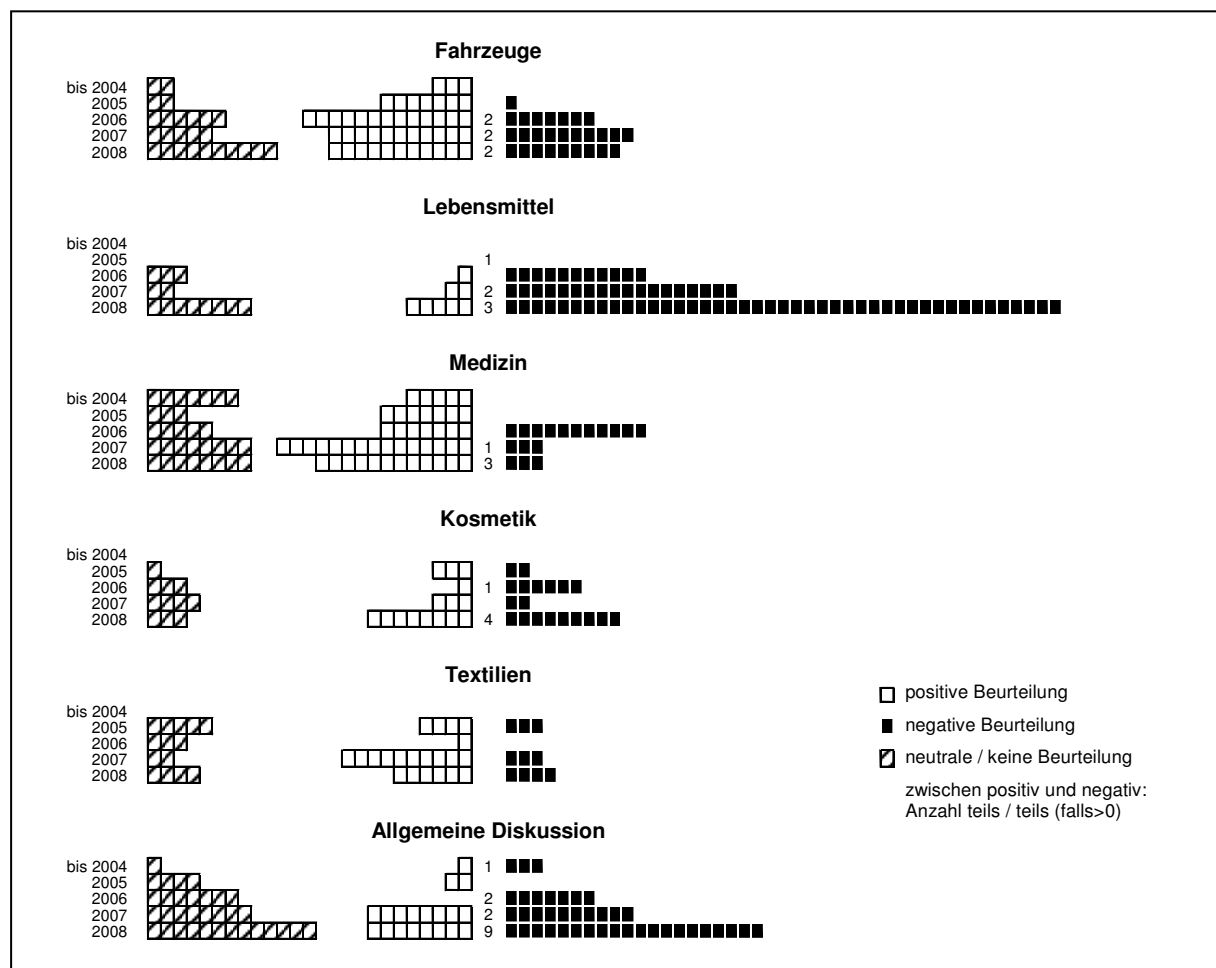 Fahrzeuge
bis 2004
2005
2006 2
2007 2
2008 2
Lebensmittel
bis 2004
2005 1
2006
2007 2
2008 3
Medizin
bis 2004
2005
2006
2007 1
2008 3
Kosmetik
bis 2004
2005
2006 1
2007
2008 4
Textilien
bis 2004
2005
2006
2007
2008
positive Beurteilung
negative Beurteilung
neutrale / keine Beurteilung
zwischen positiv und negativ:
Anzahl teils / teils (falls>0)
Allgemeine Diskussion
bis 2004 1
2005
2006 2
2007 2
2008 9